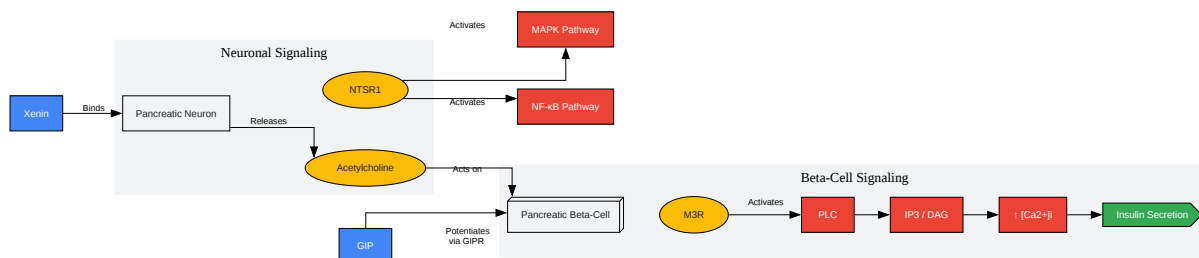 Neuronal Signaling
Xenin
Binds
Pancreatic Neuron
Releases
NTSR1
Activates
MAPK Pathway
Activates
NF-κB Pathway
Acetylcholine
Acts on
GIP
Potentiates
via GIPR
Beta-Cell Signaling
Pancreatic Beta-Cell
M3R
Activates
PLC
IP3 / DAG
↑ [Ca2+]i
Insulin Secretion